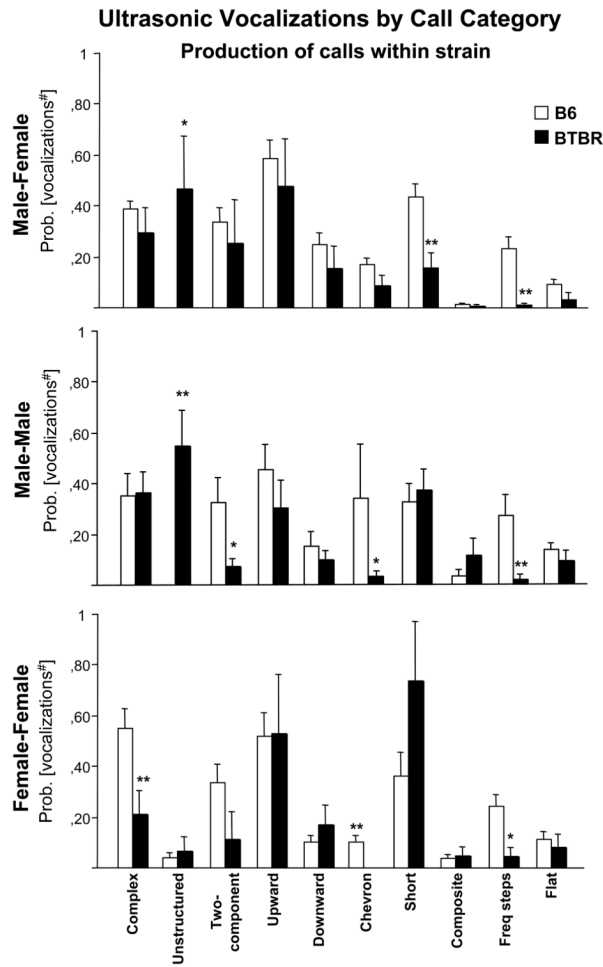 Ultrasonic Vocalizations by Call Category
Production of calls within strain
Male-Female
Prob. [vocalizations#]
1
,80
,60
,40
,20
*
**
**
B6
BTBR
Male-Male
Prob. [vocalizations#]
1
,80
,60
,40
,20
**
*
*
**
Female-Female
Prob. [vocalizations#]
1
,80
,60
,40
,20
**
**
*
Complex
Unstructured
Two-
component
Upward
Downward
Chevron
Short
Composite
Freq steps
Flat